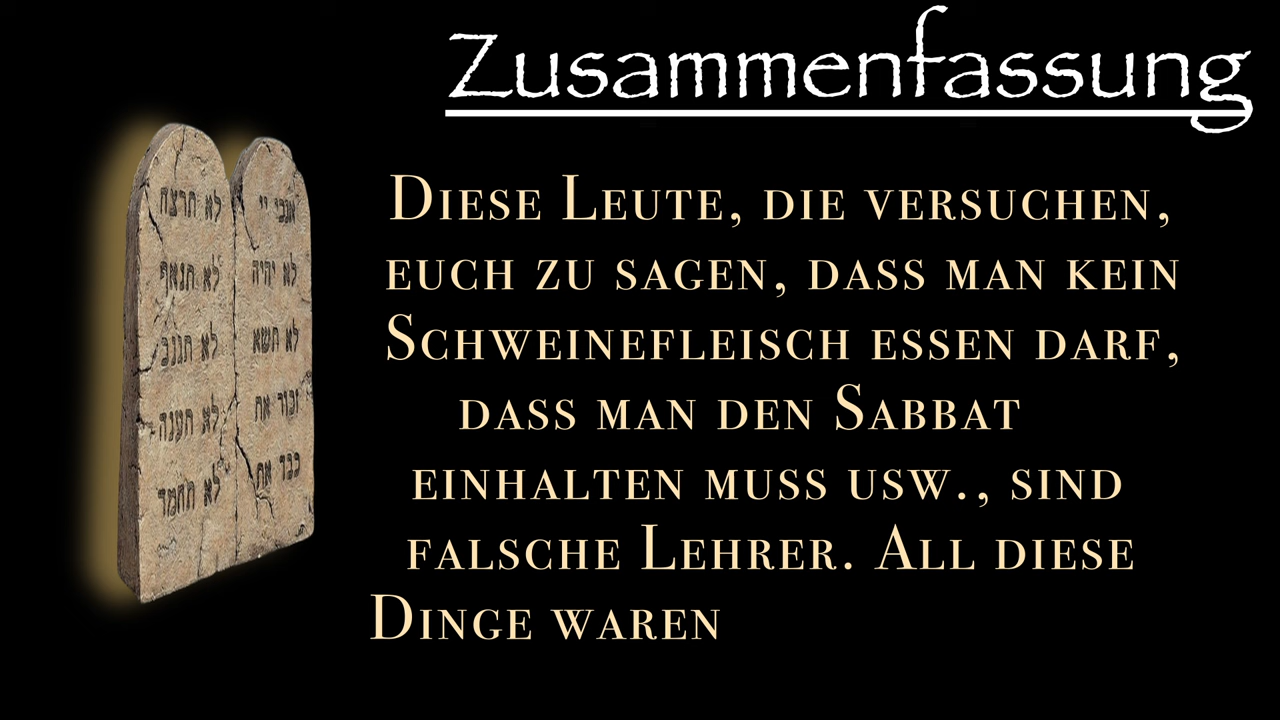 Zusammenfassung
Diese Leute, die versuchen,
euch zu sagen, dass man kein
Schweinefleisch essen darf,
dass man den Sabbat
einhalten muss usw., sind
falsche Lehrer. All diese
Dinge waren
אנכי יי
לא יהיה
לא תשא
זכור את
כבד את
לא תרצח
לא תנאף
לא תגנב
לא תענה
לא תחמד